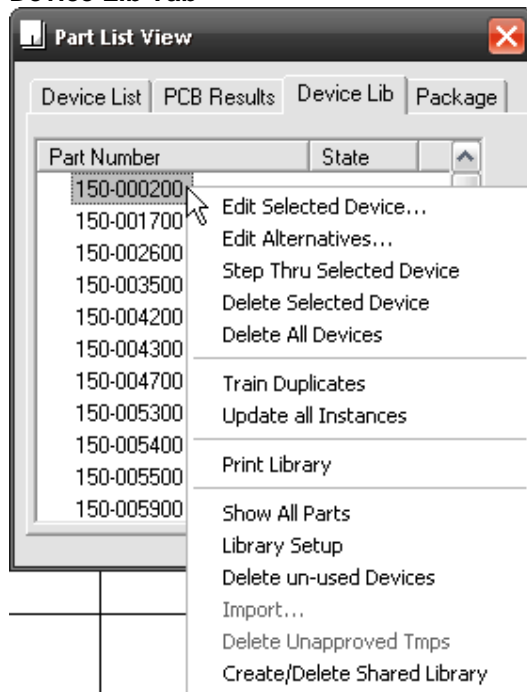 Device Lib Tab
Part List View
Device List PCB Results Device Lib Package
Part Number State
150-000200
150-001700
150-002600
150-003500
150-004200
150-004300
150-004700
150-005300
150-005400
150-005500
150-005900
Edit Selected Device...
Edit Alternatives...
Step Thru Selected Device
Delete Selected Device
Delete All Devices
Train Duplicates
Update all Instances
Print Library
Show All Parts
Library Setup
Delete un-used Devices
Import...
Delete Unapproved Tmps
Create/Delete Shared Library